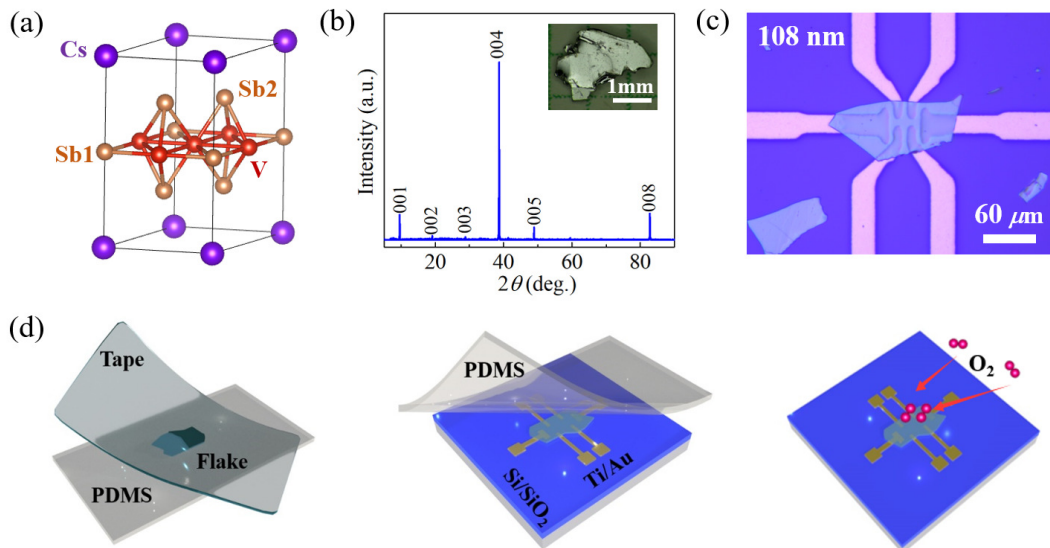 (a)
Cs
Sb2
Sb1
V
(b)
Intensity (a.u.)
001
002
003
004
005
008
1mm
20
40
60
80
2θ (deg.)
(c)
108 nm
60 μm
(d)
Tape
Flake
PDMS
PDMS
Si/SiO₂
Ti/Au
O₂